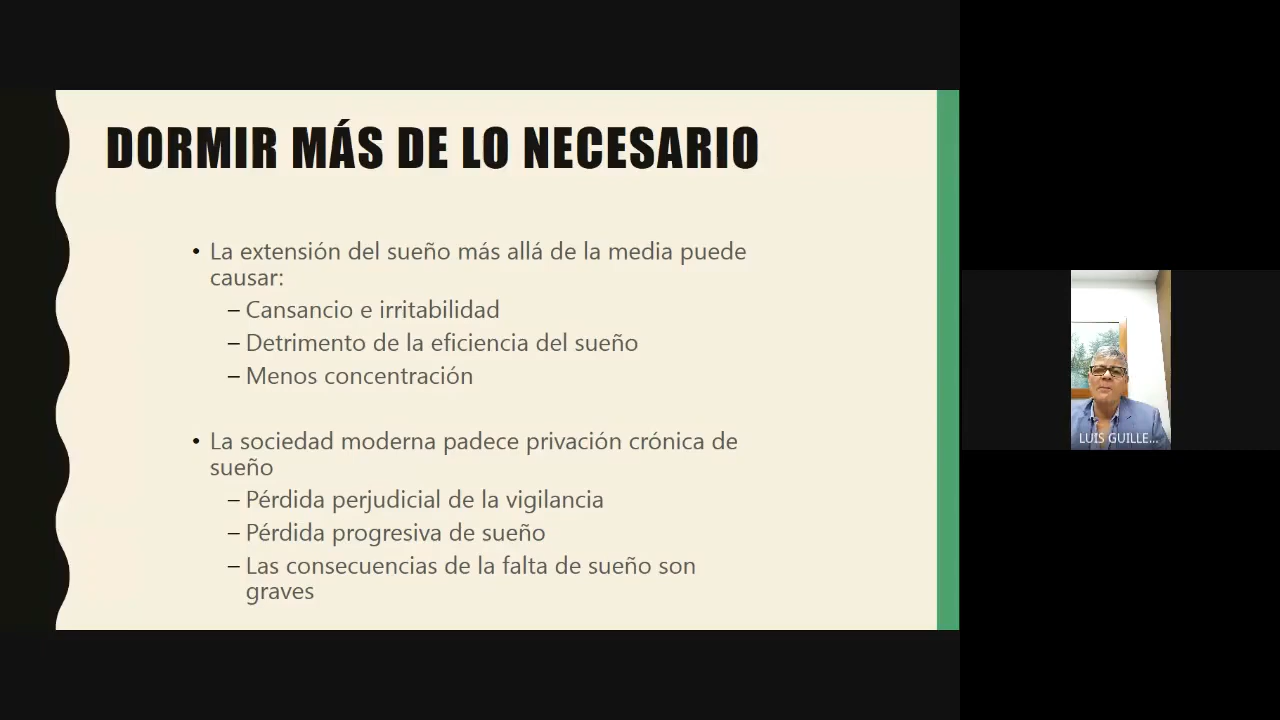 DORMIR MÁS DE LO NECESARIO
• La extensión del sueño más allá de la media puede
causar:
– Cansancio e irritabilidad
– Detrimento de la eficiencia del sueño
– Menos concentración
• La sociedad moderna padece privación crónica de
sueño
– Pérdida perjudicial de la vigilancia
– Pérdida progresiva de sueño
– Las consecuencias de la falta de sueño son
graves
LUIS GUILLE...